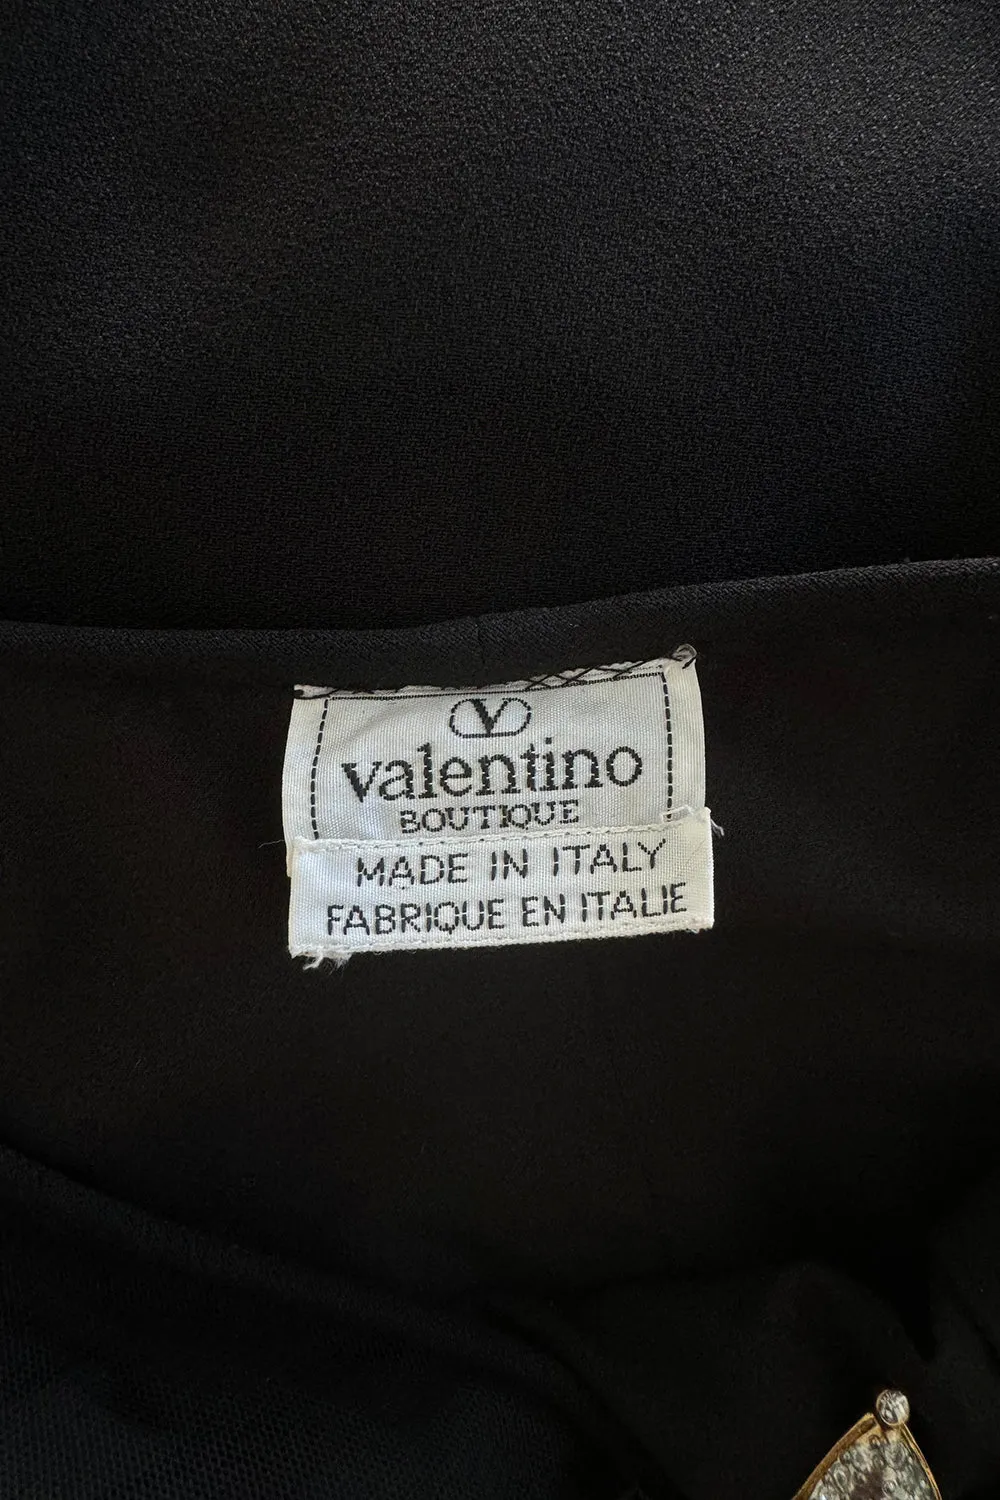 V
valentino
BOUTIQUE
MADE IN ITALY
FABRIQUE EN ITALIE